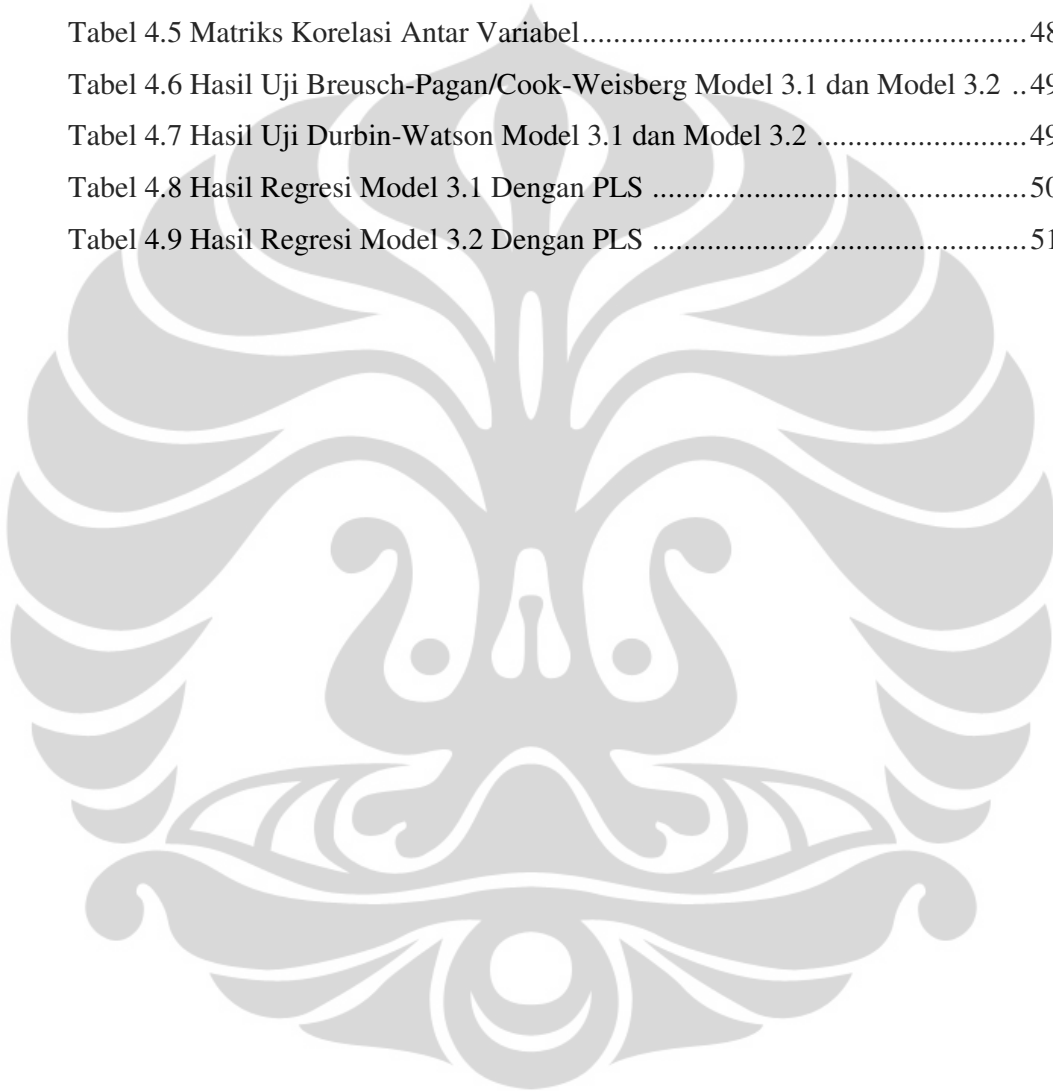 Tabel 4.5 Matriks Korelasi Antar Variabel............................................................48
Tabel 4.6 Hasil Uji Breusch-Pagan/Cook-Weisberg Model 3.1 dan Model 3.2 ..49
Tabel 4.7 Hasil Uji Durbin-Watson Model 3.1 dan Model 3.2 ............................49
Tabel 4.8 Hasil Regresi Model 3.1 Dengan PLS ..................................................50
Tabel 4.9 Hasil Regresi Model 3.2 Dengan PLS ..................................................51